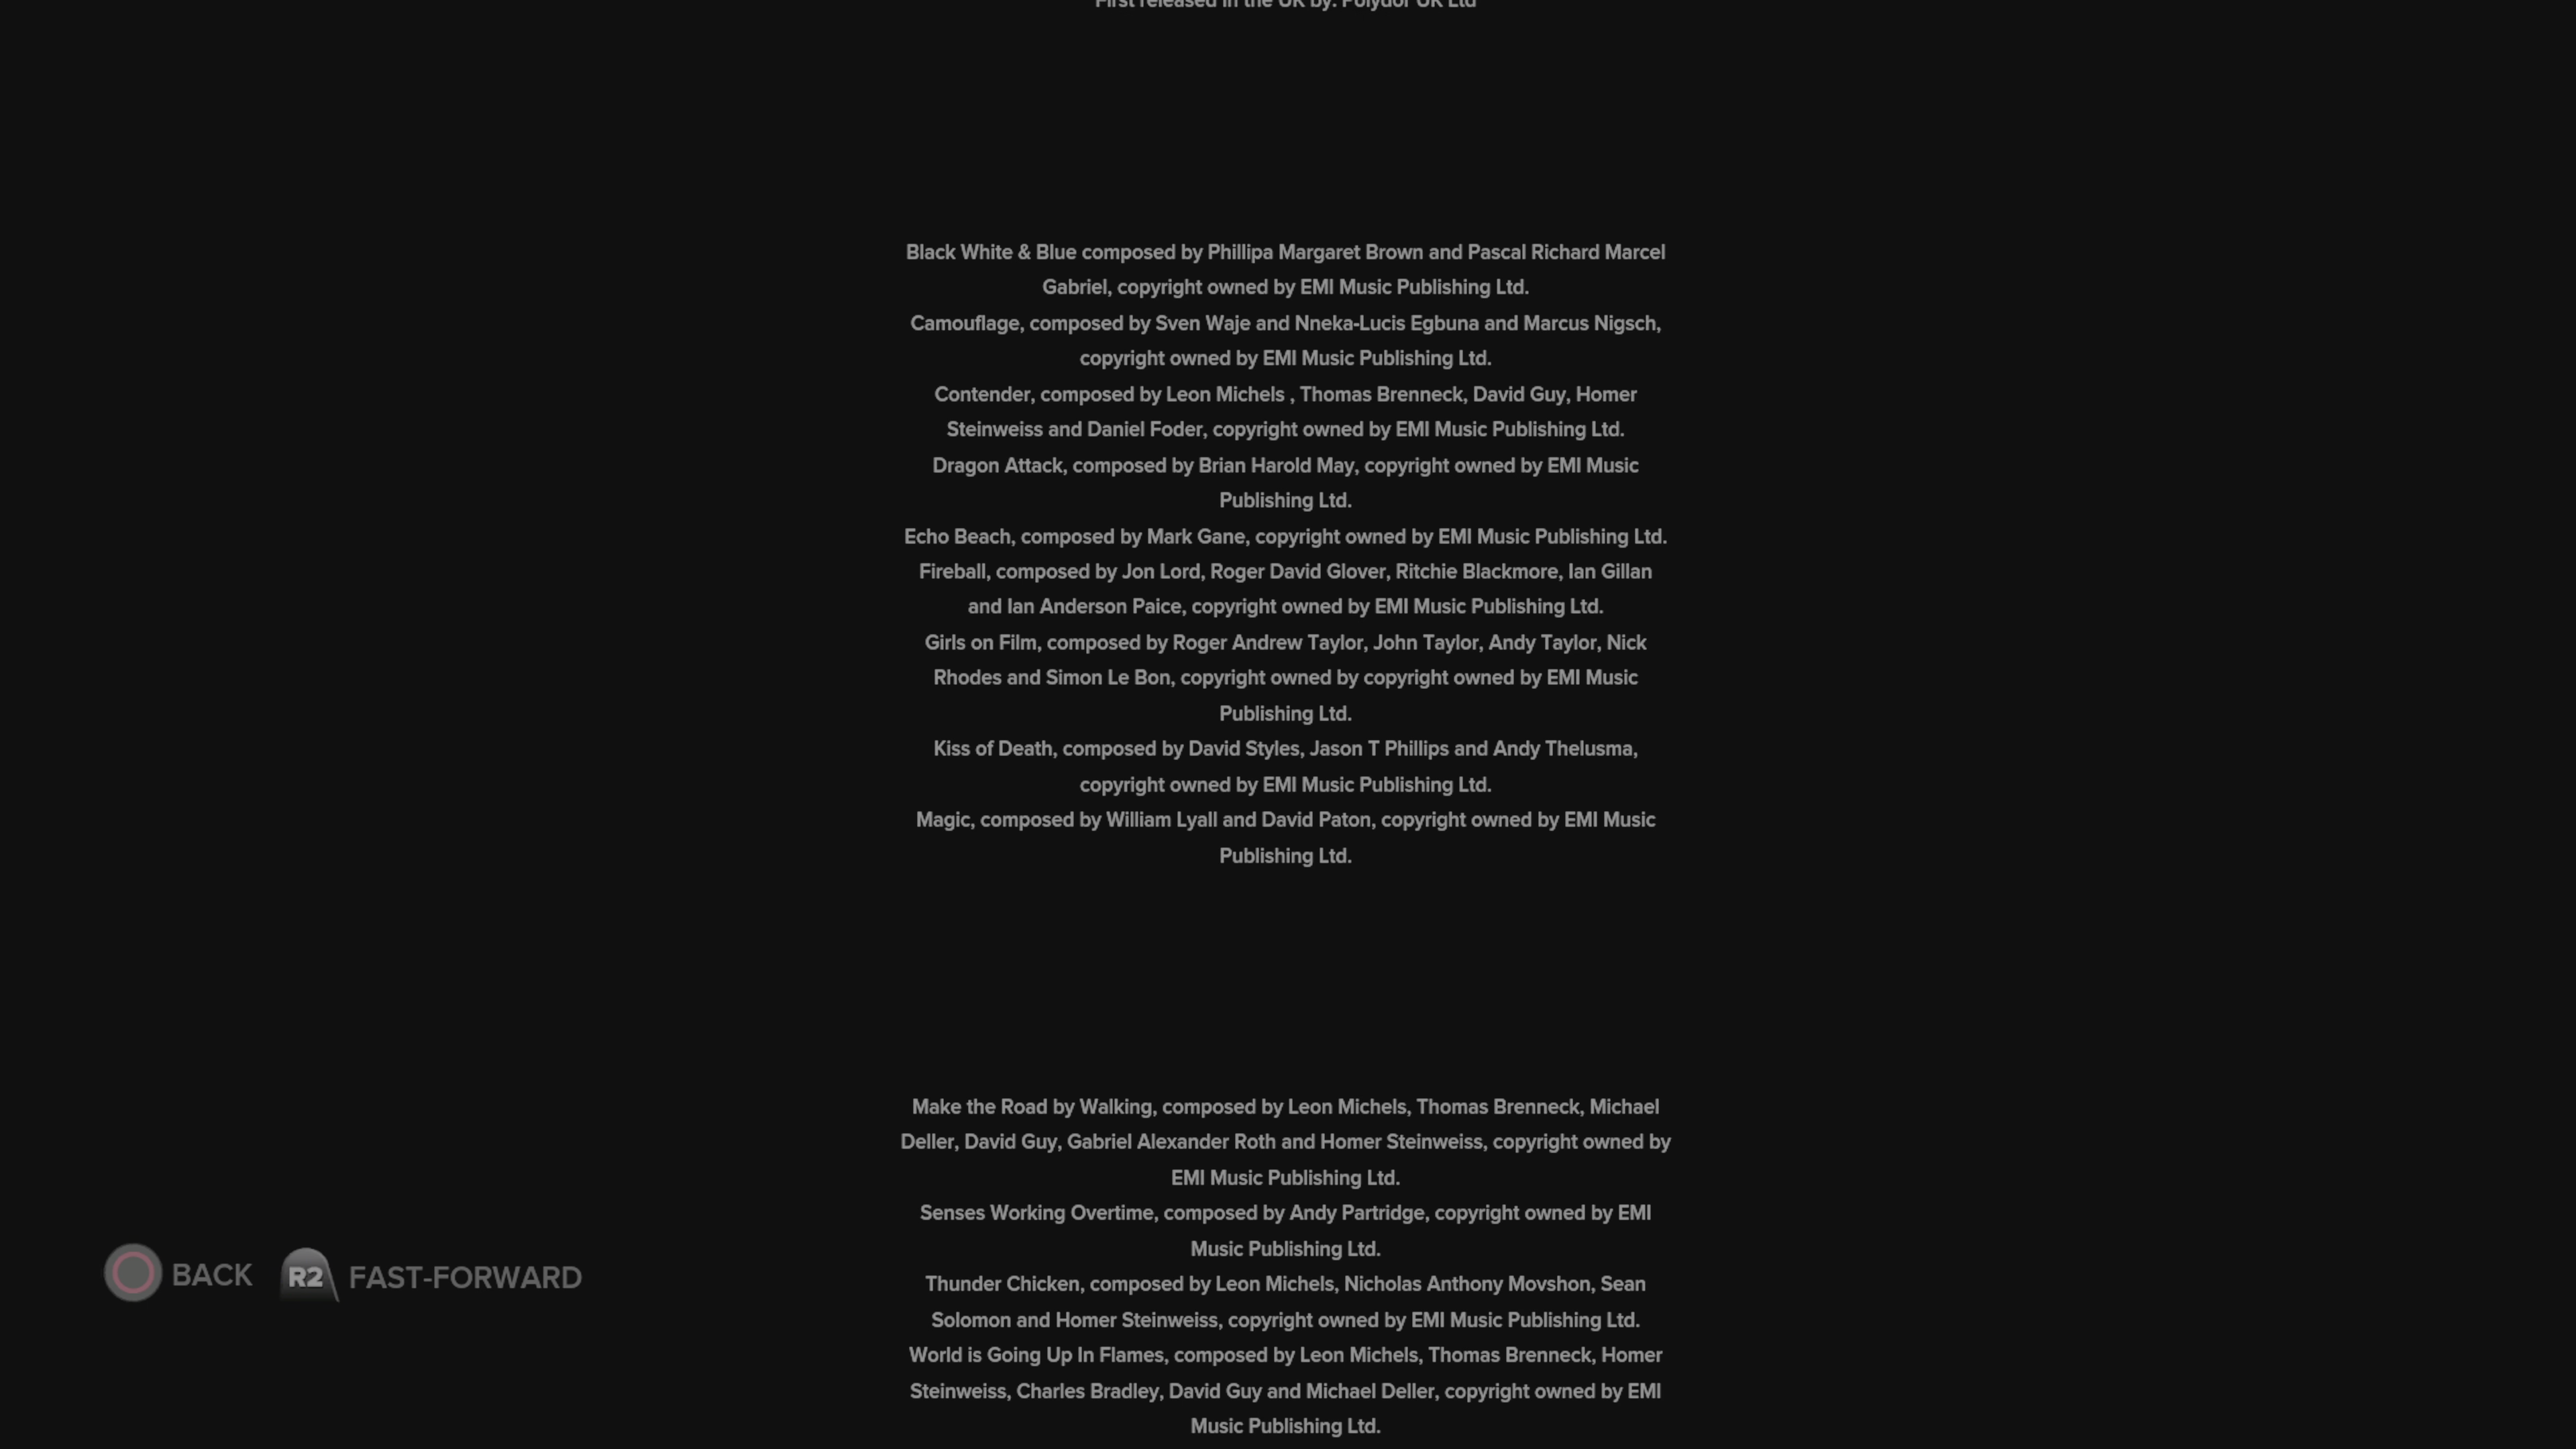 First released in the UK by: Polydor UK Ltd
Black White & Blue composed by Phillipa Margaret Brown and Pascal Richard Marcel
Gabriel, copyright owned by EMI Music Publishing Ltd.
Camouflage, composed by Sven Waje and Nneka-Lucis Egbuna and Marcus Nigsch,
copyright owned by EMI Music Publishing Ltd.
Contender, composed by Leon Michels , Thomas Brenneck, David Guy, Homer
Steinweiss and Daniel Foder, copyright owned by EMI Music Publishing Ltd.
Dragon Attack, composed by Brian Harold May, copyright owned by EMI Music
Publishing Ltd.
Echo Beach, composed by Mark Gane, copyright owned by EMI Music Publishing Ltd.
Fireball, composed by Jon Lord, Roger David Glover, Ritchie Blackmore, Ian Gillan
and Ian Anderson Paice, copyright owned by EMI Music Publishing Ltd.
Girls on Film, composed by Roger Andrew Taylor, John Taylor, Andy Taylor, Nick
Rhodes and Simon Le Bon, copyright owned by copyright owned by EMI Music
Publishing Ltd.
Kiss of Death, composed by David Styles, Jason T Phillips and Andy Thelusma,
copyright owned by EMI Music Publishing Ltd.
Magic, composed by William Lyall and David Paton, copyright owned by EMI Music
Publishing Ltd.
Make the Road by Walking, composed by Leon Michels, Thomas Brenneck, Michael
Deller, David Guy, Gabriel Alexander Roth and Homer Steinweiss, copyright owned by
EMI Music Publishing Ltd.
Senses Working Overtime, composed by Andy Partridge, copyright owned by EMI
Music Publishing Ltd.
Thunder Chicken, composed by Leon Michels, Nicholas Anthony Movshon, Sean
Solomon and Homer Steinweiss, copyright owned by EMI Music Publishing Ltd.
World is Going Up In Flames, composed by Leon Michels, Thomas Brenneck, Homer
Steinweiss, Charles Bradley, David Guy and Michael Deller, copyright owned by EMI
Music Publishing Ltd.
BACK R2 FAST-FORWARD